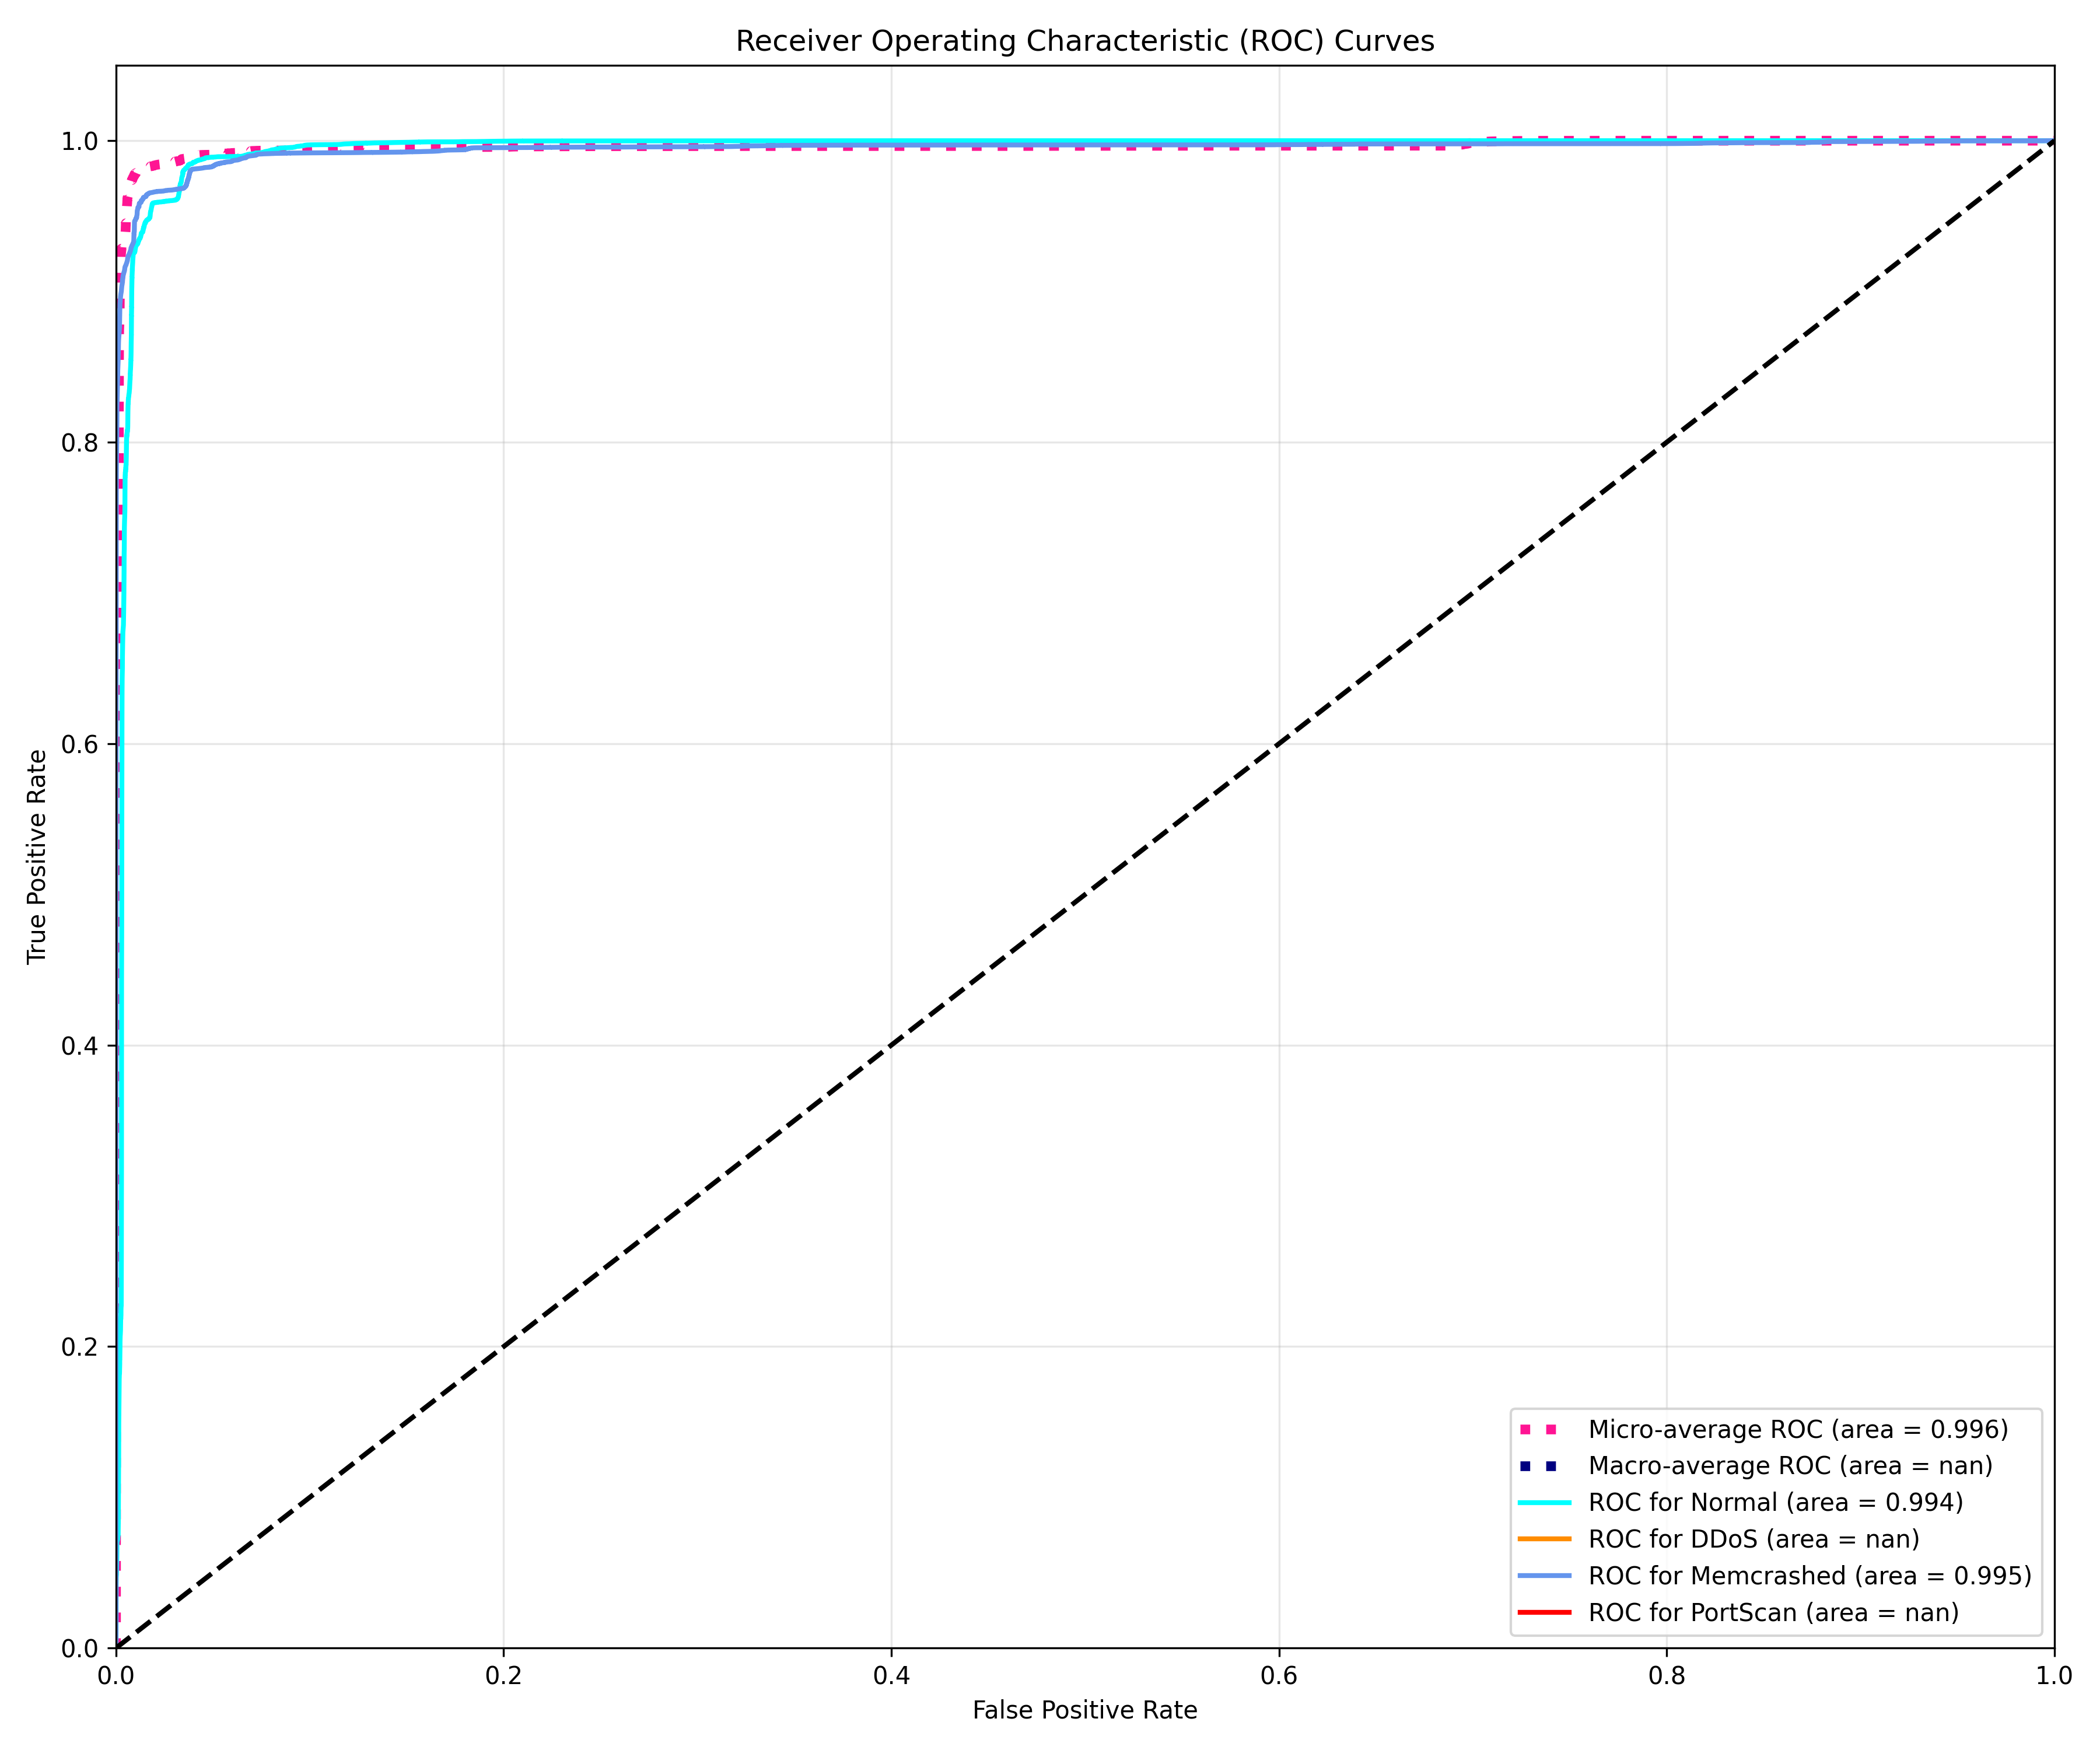 Receiver Operating Characteristic (ROC) Curves
1.0
0.8
0.6
0.4
0.2
0.0
True Positive Rate
0.0 0.2 0.4 0.6 0.8 1.0
False Positive Rate
Micro-average ROC (area = 0.996)
Macro-average ROC (area = nan)
ROC for Normal (area = 0.994)
ROC for DDoS (area = nan)
ROC for Memcrashed (area = 0.995)
ROC for PortScan (area = nan)